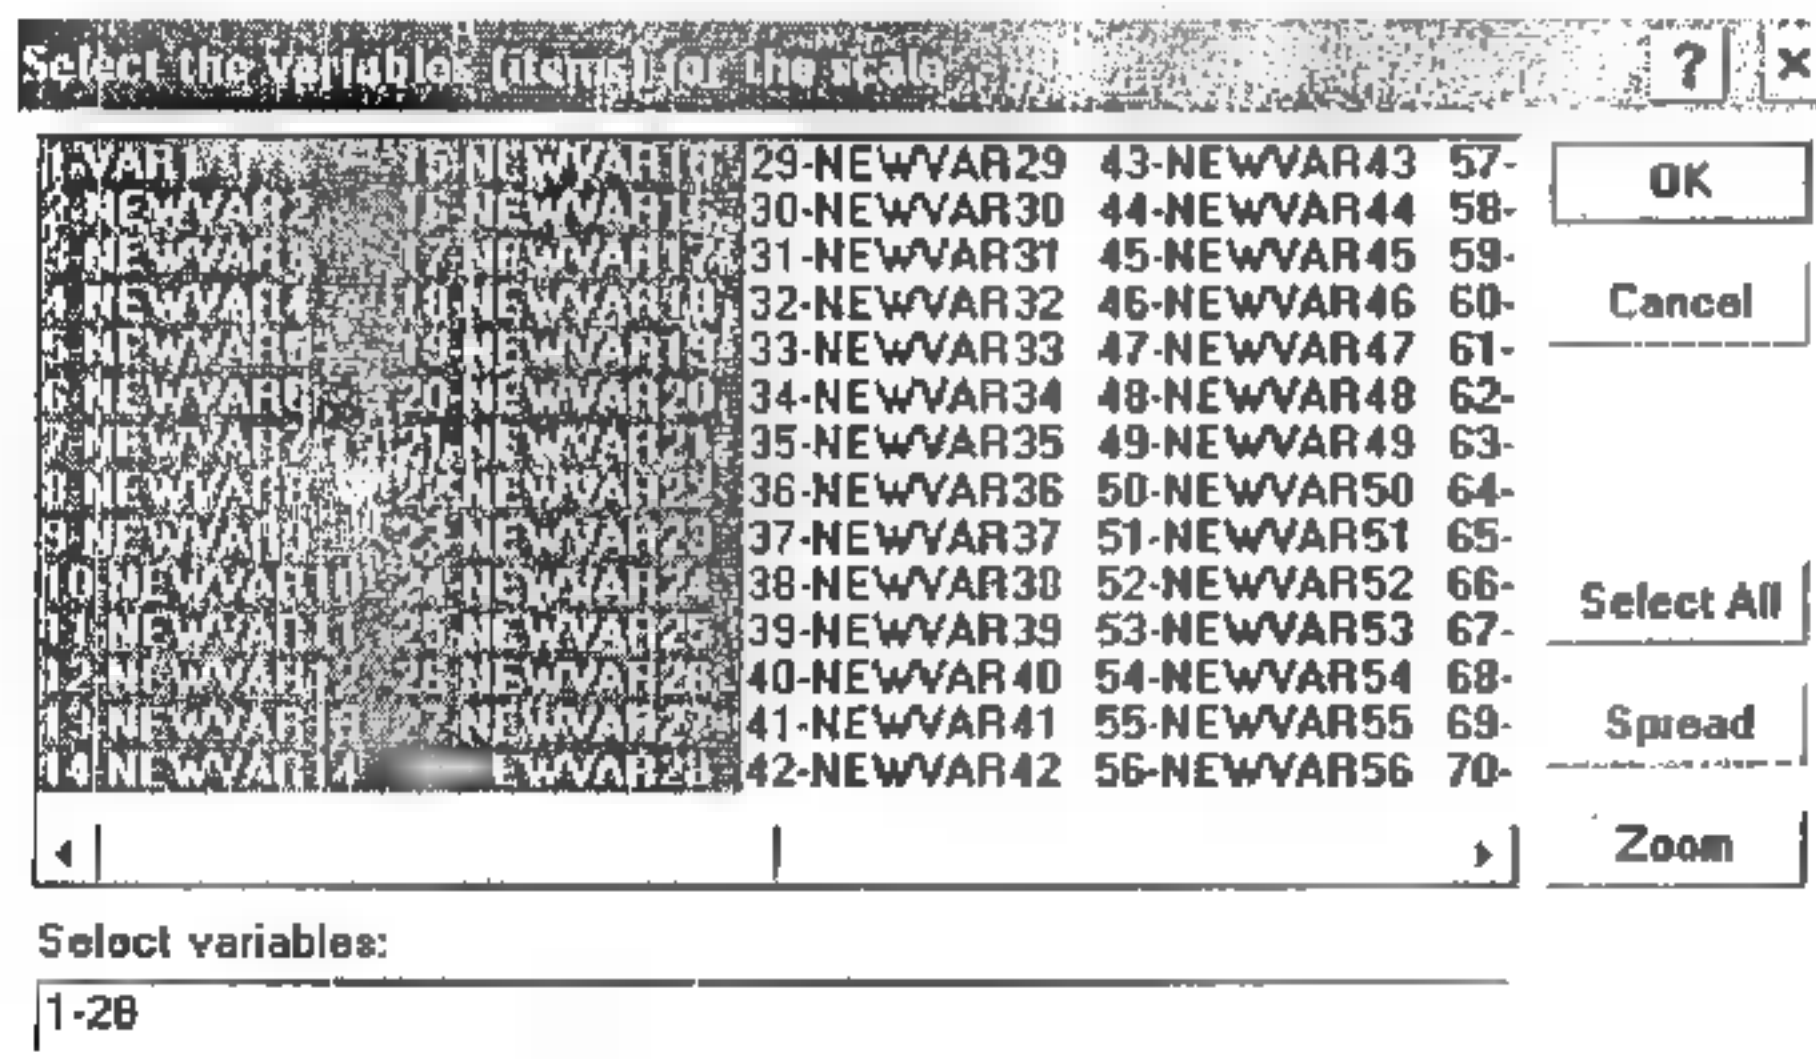 Select the variables (items) for the scale
1-VAR1 15-NEWVAR15 29-NEWVAR29 43-NEWVAR43 57-
2-NEWVAR2 16-NEWVAR16 30-NEWVAR30 44-NEWVAR44 58-
3-NEWVAR3 17-NEWVAR17 31-NEWVAR31 45-NEWVAR45 59-
4-NEWVAR4 18-NEWVAR18 32-NEWVAR32 46-NEWVAR46 60-
5-NEWVAR5 19-NEWVAR19 33-NEWVAR33 47-NEWVAR47 61-
6-NEWVAR6 20-NEWVAR20 34-NEWVAR34 48-NEWVAR48 62-
7-NEWVAR7 21-NEWVAR21 35-NEWVAR35 49-NEWVAR49 63-
8-NEWVAR8 22-NEWVAR22 36-NEWVAR36 50-NEWVAR50 64-
9-NEWVAR 23-NEWVAR23 37-NEWVAR37 51-NEWVAR51 65-
10-NEWVAR10 24-NEWVAR24 38-NEWVAR38 52-NEWVAR52 66-
11-NEWVAR11 25-NEWVAR25 39-NEWVAR39 53-NEWVAR53 67-
12-NEWVAR12 26-NEWVAR26 40-NEWVAR40 54-NEWVAR54 68-
13-NEWVAR13 27-NEWVAR27 41-NEWVAR41 55-NEWVAR55 69-
14-NEWVAR14 EWVAR28 42-NEWVAR42 56-NEWVAR56 70-
OK
Cancel
Select All
Spread
Zoom
Select variables:
1-28